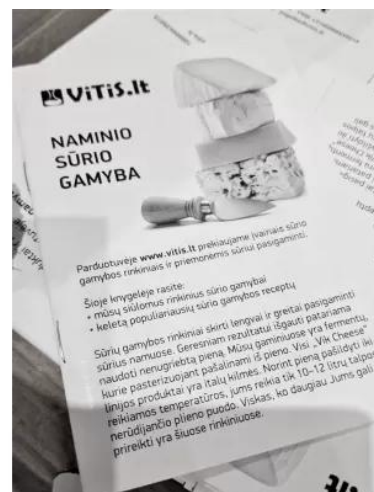 ViTiS.lt
NAMINIO
SŪRIO
GAMYBA
Parduotuvėje www.vitis.lt prekiaujame įvairiais sūrio
gamybos rinkiniais ir priemonėmis sūriui pasigaminti.
Šioje knygelėje rasite:
• mūsų siūlomus rinkinius sūrio gamybai
• keletą populiariausių sūrio gamybos receptų
Sūrių gamybos rinkiniai skirti lengvai ir greitai pasigaminti
sūrius namuose. Geresniam rezultatui išgauti patariama
naudoti nenugriebtą pieną. Mūsų gaminiuose yra fermentų,
kurie pasterizuojant pašalinami iš pieno. Visi „Vik Cheese"
linijos produktai yra italų kilmės. Norint pieną pašildyti iki
reikiamos temperatūros, jums reikia tik 10–12 litrų talpos
nerūdijančio plieno puodo. Viskas, ko daugiau Jums gali
prireikti yra šiuose rinkiniuose.